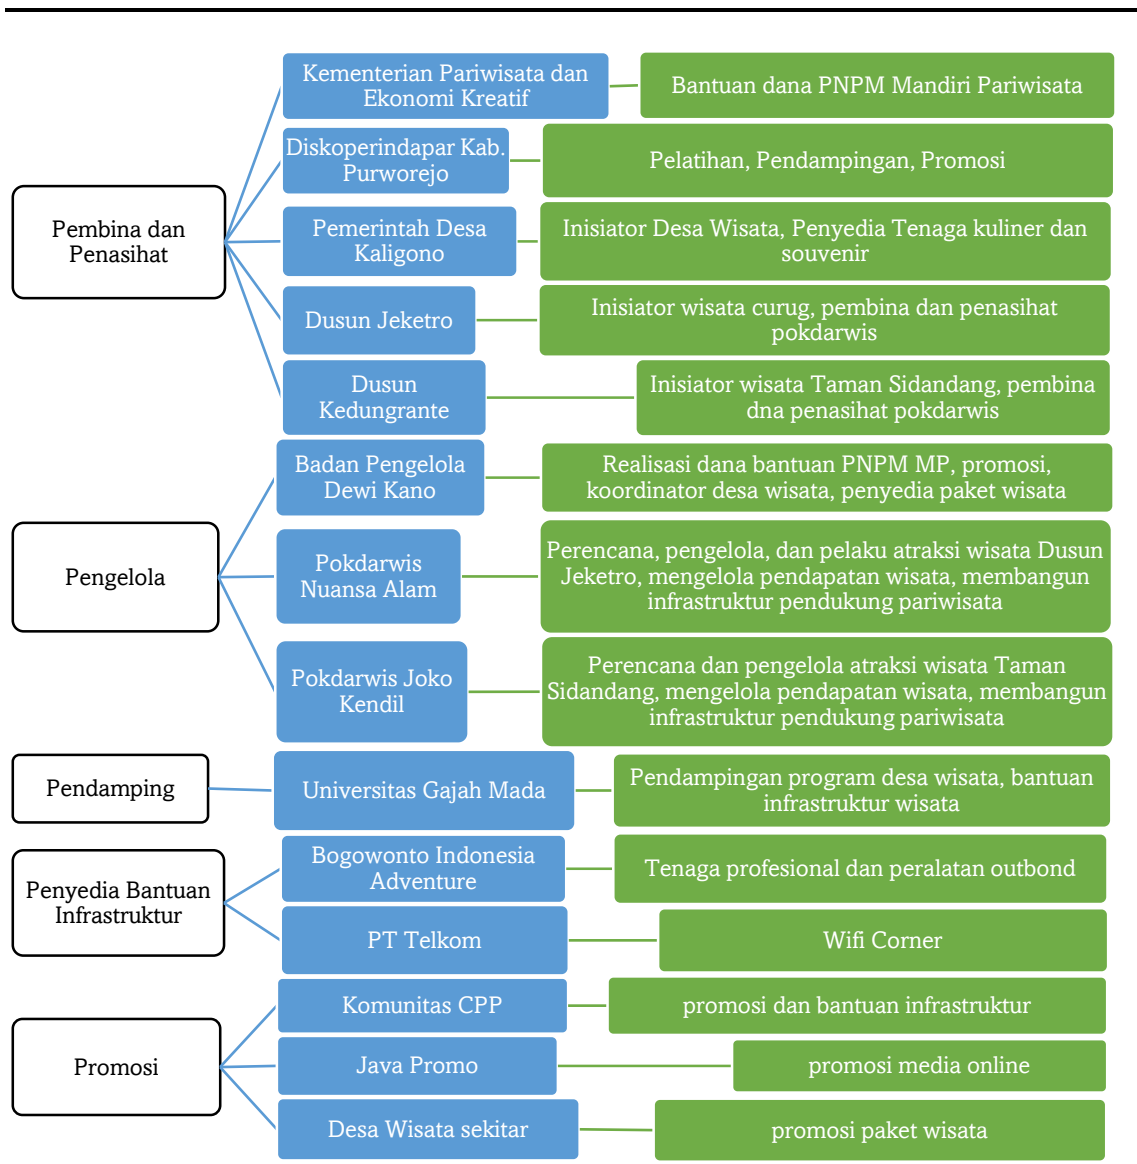 Pembina dan
Penasihat
Kementerian Pariwisata dan
Ekonomi Kreatif
Bantuan dana PNPM Mandiri Pariwisata
Diskoperindapar Kab.
Purworejo
Pelatihan, Pendampingan, Promosi
Pemerintah Desa
Kaligono
Inisiator Desa Wisata, Penyedia Tenaga kuliner dan
souvenir
Dusun Jeketro
Inisiator wisata curug, pembina dan penasihat
pokdarwis
Dusun
Kedungrante
Inisiator wisata Taman Sidandang, pembina
dna penasihat pokdarwis
Pengelola
Badan Pengelola
Dewi Kano
Realisasi dana bantuan PNPM MP, promosi,
koordinator desa wisata, penyedia paket wisata
Pokdarwis
Nuansa Alam
Perencana, pengelola, dan pelaku atraksi wisata Dusun
Jeketro, mengelola pendapatan wisata, membangun
infrastruktur pendukung pariwisata
Pokdarwis Joko
Kendil
Perencana dan pengelola atraksi wisata Taman
Sidandang, mengelola pendapatan wisata, membangun
infrastruktur pendukung pariwisata
Pendamping
Universitas Gajah Mada
Pendampingan program desa wisata, bantuan
infrastruktur wisata
Penyedia Bantuan
Infrastruktur
Bogowonto Indonesia
Adventure
Tenaga profesional dan peralatan outbond
PT Telkom
Wifi Corner
Promosi
Komunitas CPP
promosi dan bantuan infrastruktur
Java Promo
promosi media online
Desa Wisata sekitar
promosi paket wisata